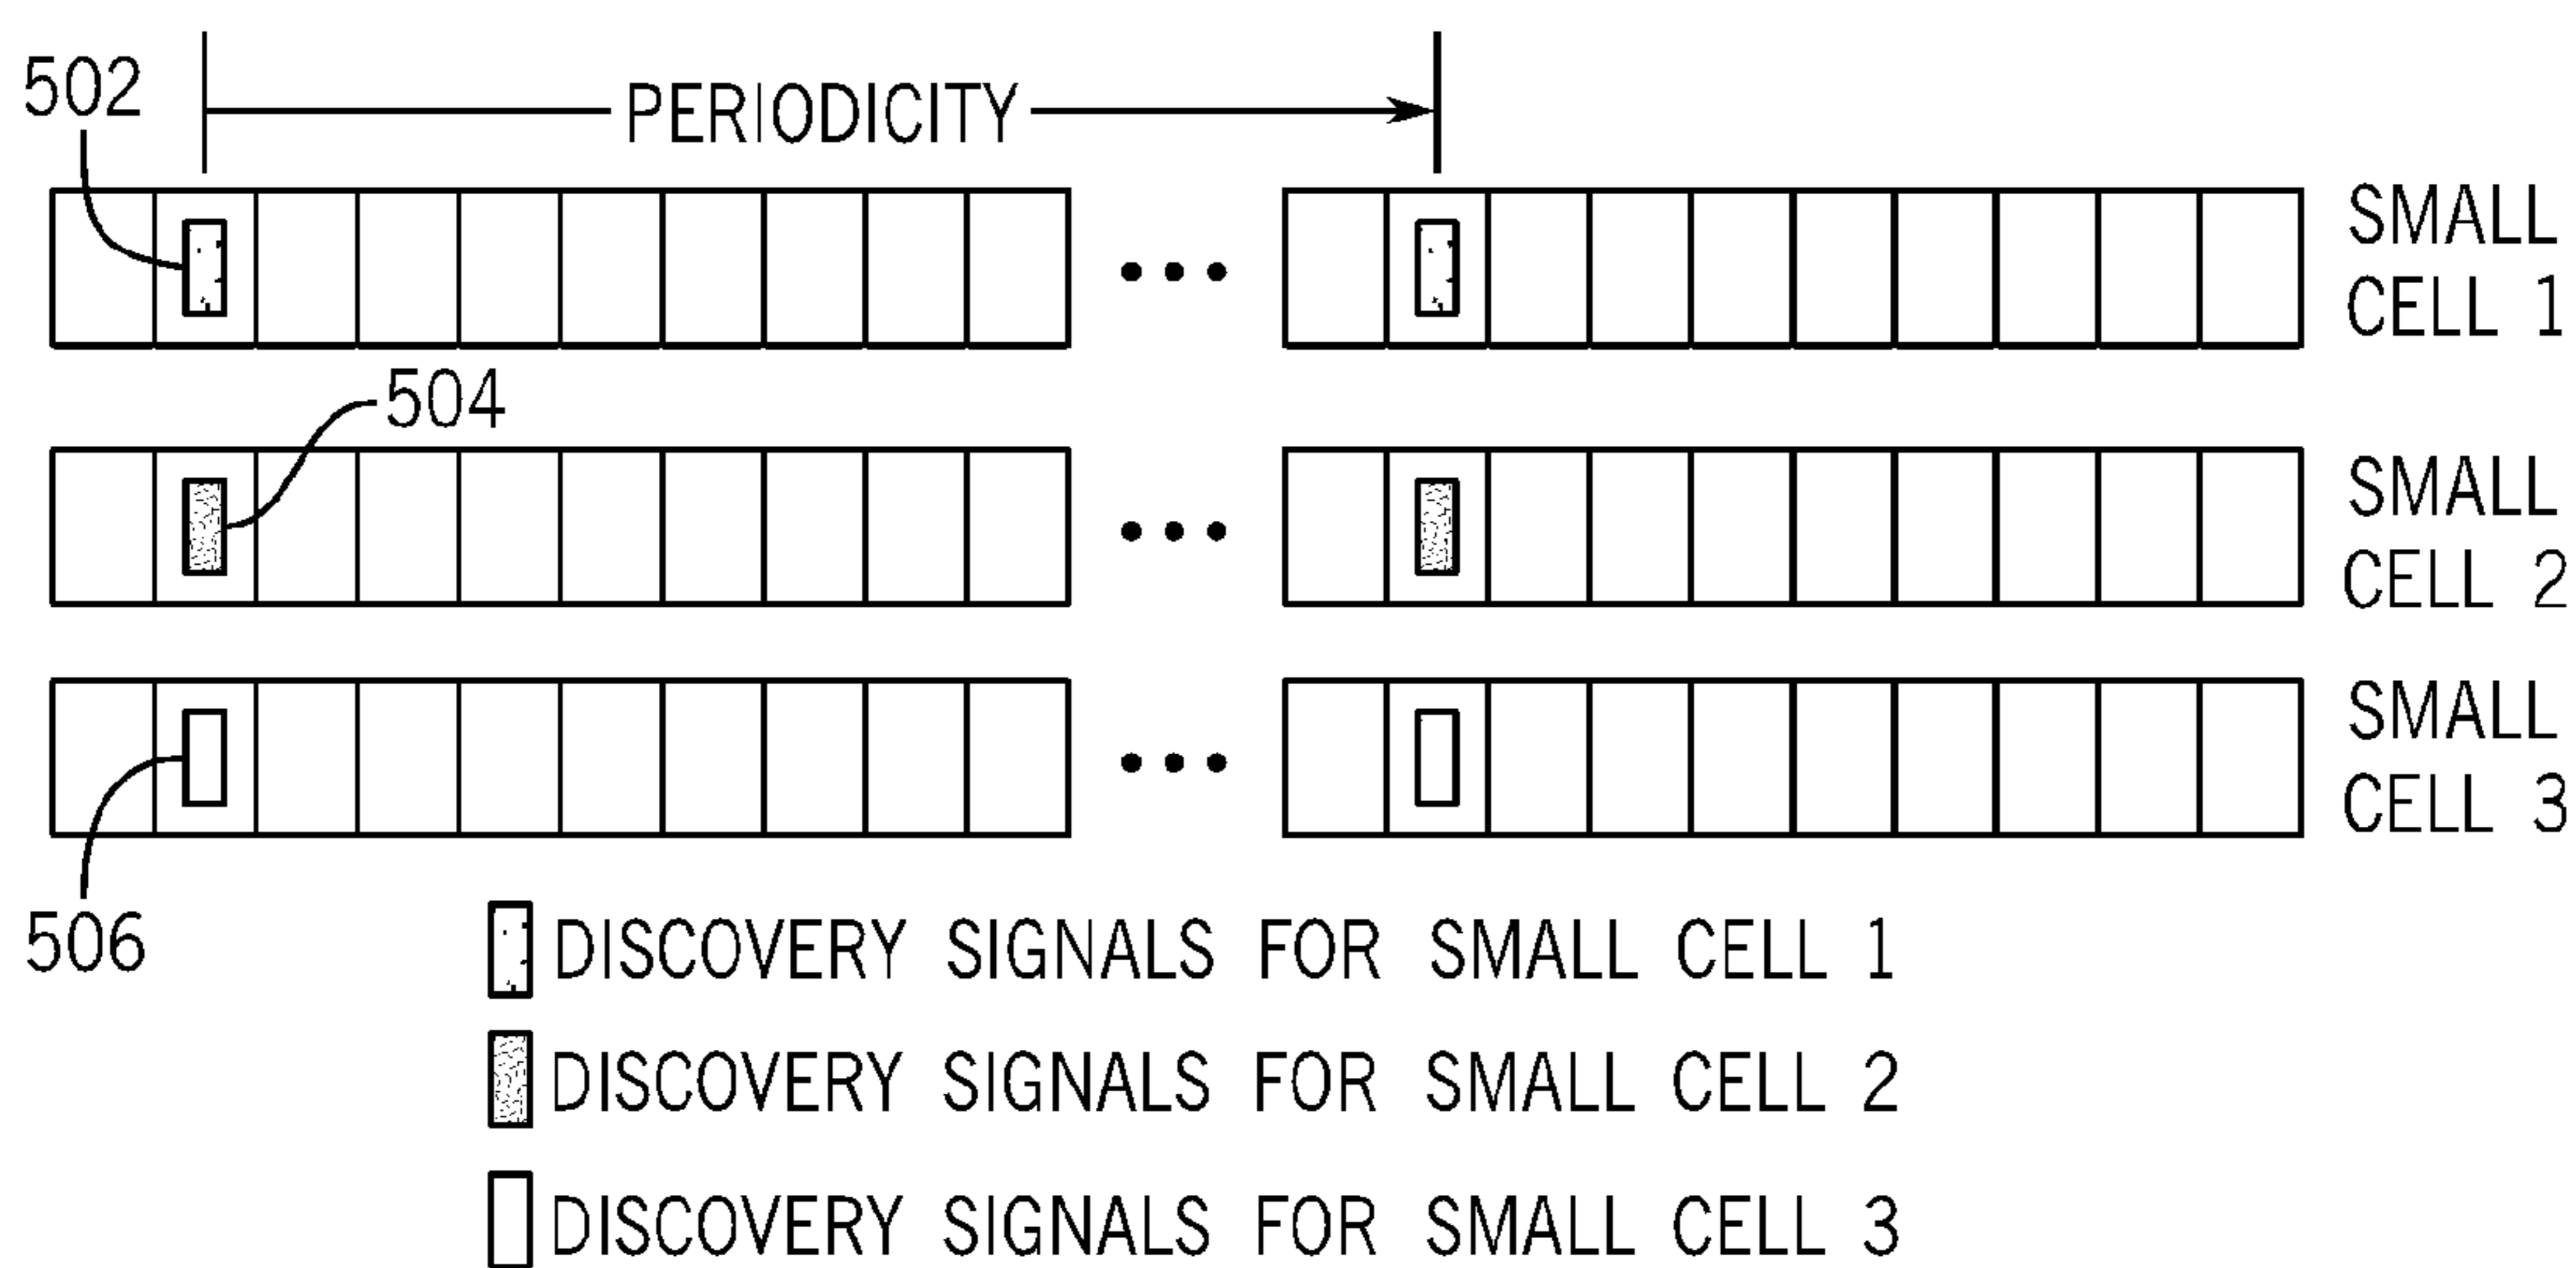 502
PERIODICITY
SMALL
CELL 1
504
SMALL
CELL 2
SMALL
CELL 3
506
DISCOVERY SIGNALS FOR SMALL CELL 1
DISCOVERY SIGNALS FOR SMALL CELL 2
DISCOVERY SIGNALS FOR SMALL CELL 3